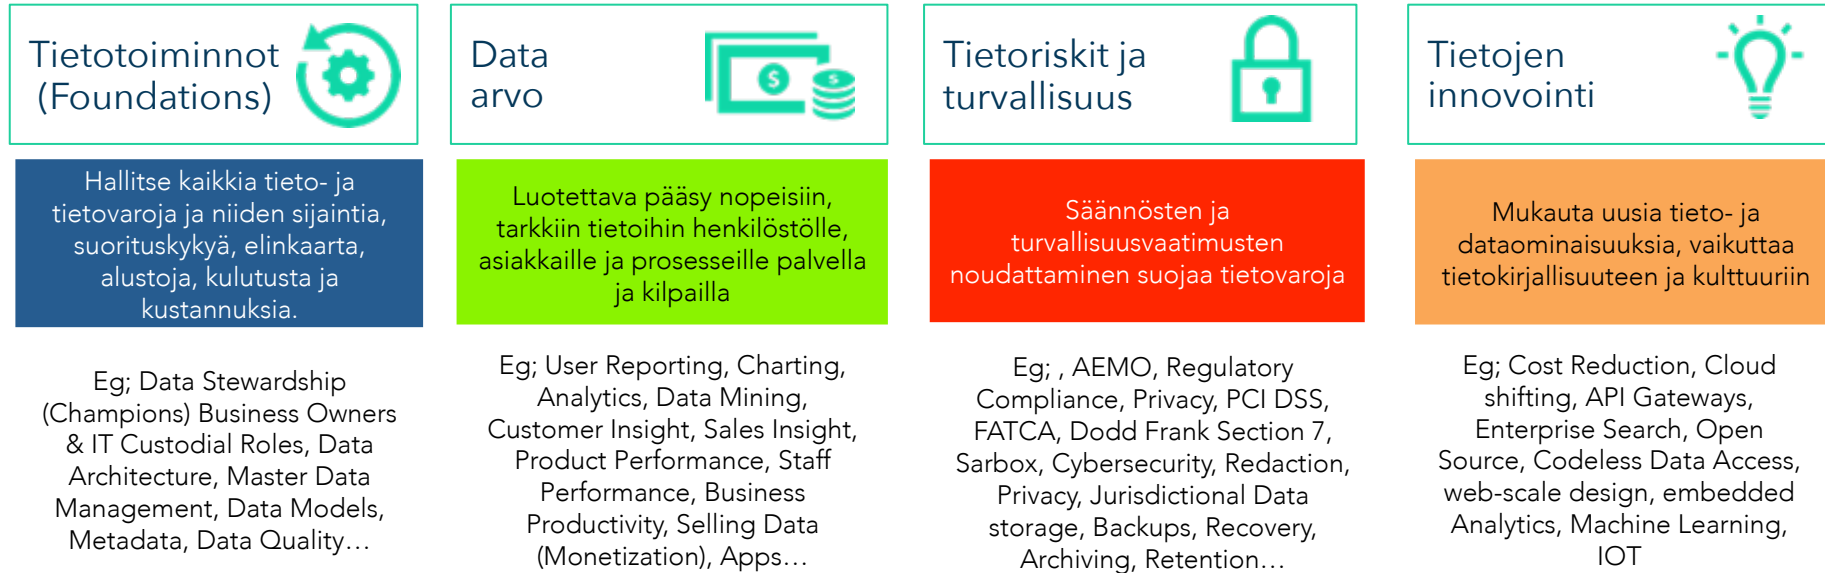 Tietotoiminnot
(Foundations)
Hallitse kaikkia tieto- ja
tietovaroja ja niiden sijaintia,
suorituskykyä, elinkaarta,
alustoja, kulutusta ja
kustannuksia.
Eg; Data Stewardship
(Champions) Business Owners
& IT Custodial Roles, Data
Architecture, Master Data
Management, Data Models,
Metadata, Data Quality…
Data
arvo
$
$
Luotettava pääsy nopeisiin,
tarkkiin tietoihin henkilöstölle,
asiakkaille ja prosesseille palvella
ja kilpailla
Eg; User Reporting, Charting,
Analytics, Data Mining,
Customer Insight, Sales Insight,
Product Performance, Staff
Performance, Business
Productivity, Selling Data
(Monetization), Apps…
Tietoriskit ja
turvallisuus
Säännösten ja
turvallisuusvaatimusten
noudattaminen suojaa tietovaroja
Eg; , AEMO, Regulatory
Compliance, Privacy, PCI DSS,
FATCA, Dodd Frank Section 7,
Sarbox, Cybersecurity, Redaction,
Privacy, Jurisdictional Data
storage, Backups, Recovery,
Archiving, Retention…
Tietojen
innovointi
Mukauta uusia tieto- ja
dataominaisuuksia, vaikuttaa
tietokirjallisuuteen ja kulttuuriin
Eg; Cost Reduction, Cloud
shifting, API Gateways,
Enterprise Search, Open
Source, Codeless Data Access,
web-scale design, embedded
Analytics, Machine Learning,
IOT